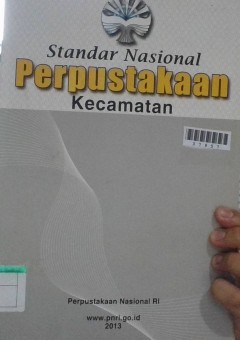 Standar Nasional
Perpustakaan
Kecamatan
Perpustakaan Nasional RI
www.pnri.go.id
2013